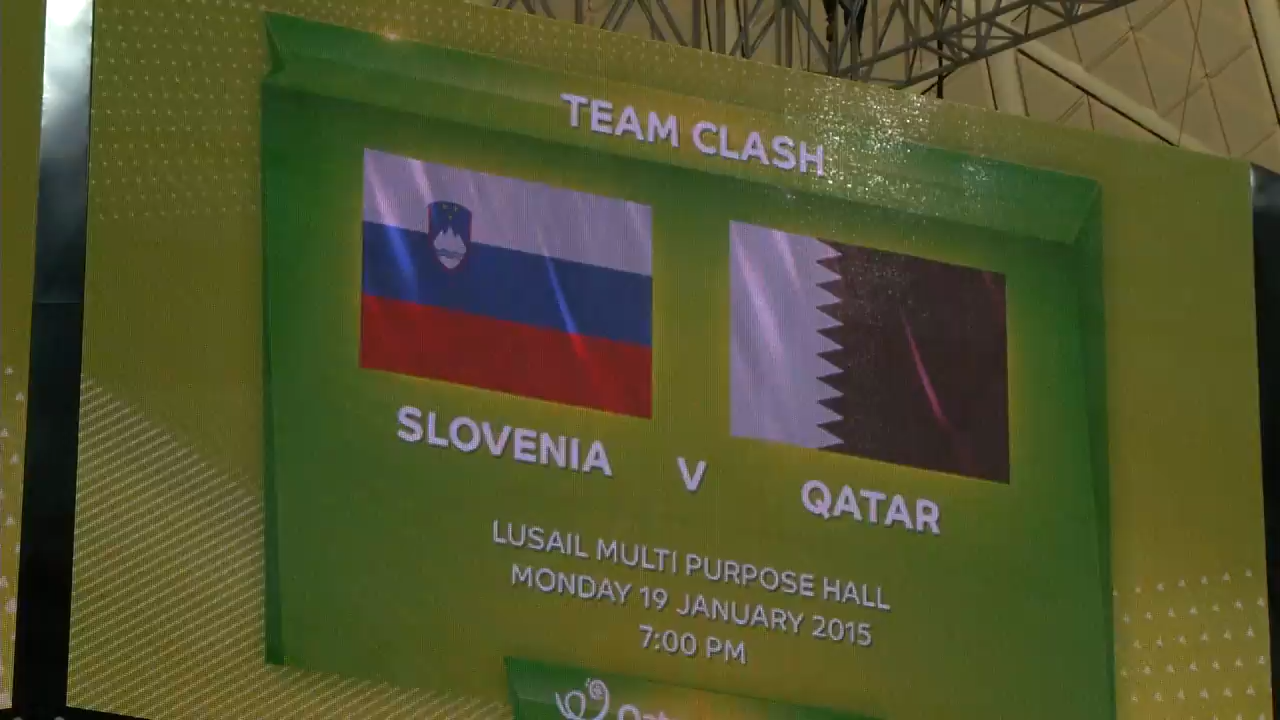 TEAM CLASH
SLOVENIA V QATAR
LUSAIL MULTI PURPOSE HALL
MONDAY 19 JANUARY 2015
7:00 PM